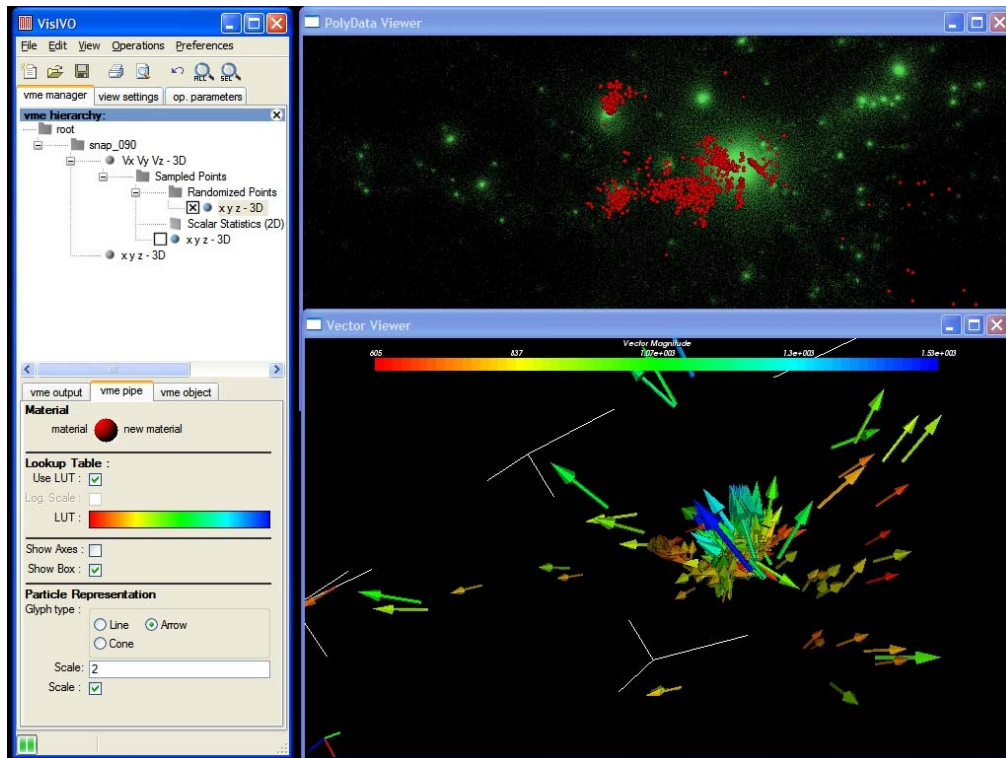 VisIVO
File Edit View Operations Preferences
ALL SEL
vme manager view settings op. parameters
vme hierarchy:
root
snap_090
Vx Vy Vz - 3D
Sampled Points
Randomized Points
x y z - 3D
Scalar Statistics (2D)
x y z - 3D
x y z - 3D
vme output vme pipe vme object
Material
material new material
Lookup Table :
Use LUT :
Log. Scale :
LUT :
Show Axes :
Show Box :
Particle Representation
Glyph type :
Line Arrow
Cone
Scale: 2
Scale :
PolyData Viewer
Vector Viewer
Vector Magnitude
605 837 1.07e+003 1.3e+003 1.53e+003